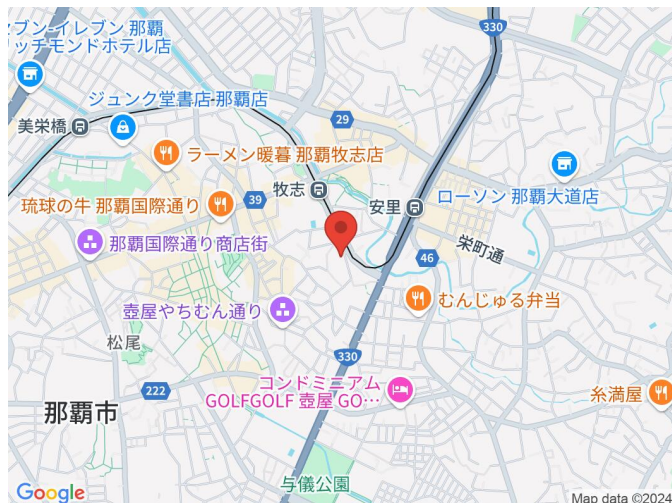 セブン-イレブン 那覇
リッチモンドホテル店
330
ジュンク堂書店 那覇店
美栄橋
29
ラーメン暖暮 那覇牧志店
牧志
安里
ローソン 那覇大道店
琉球の牛 那覇国際通り
39
那覇国際通り商店街
栄町通
46
壺屋やちむん通り
むんじゅる弁当
松尾
330
222
コンドミニアム
GOLFGOLF 壺屋 GO…
糸満屋
那覇市
与儀公園
Google
Map data ©2024